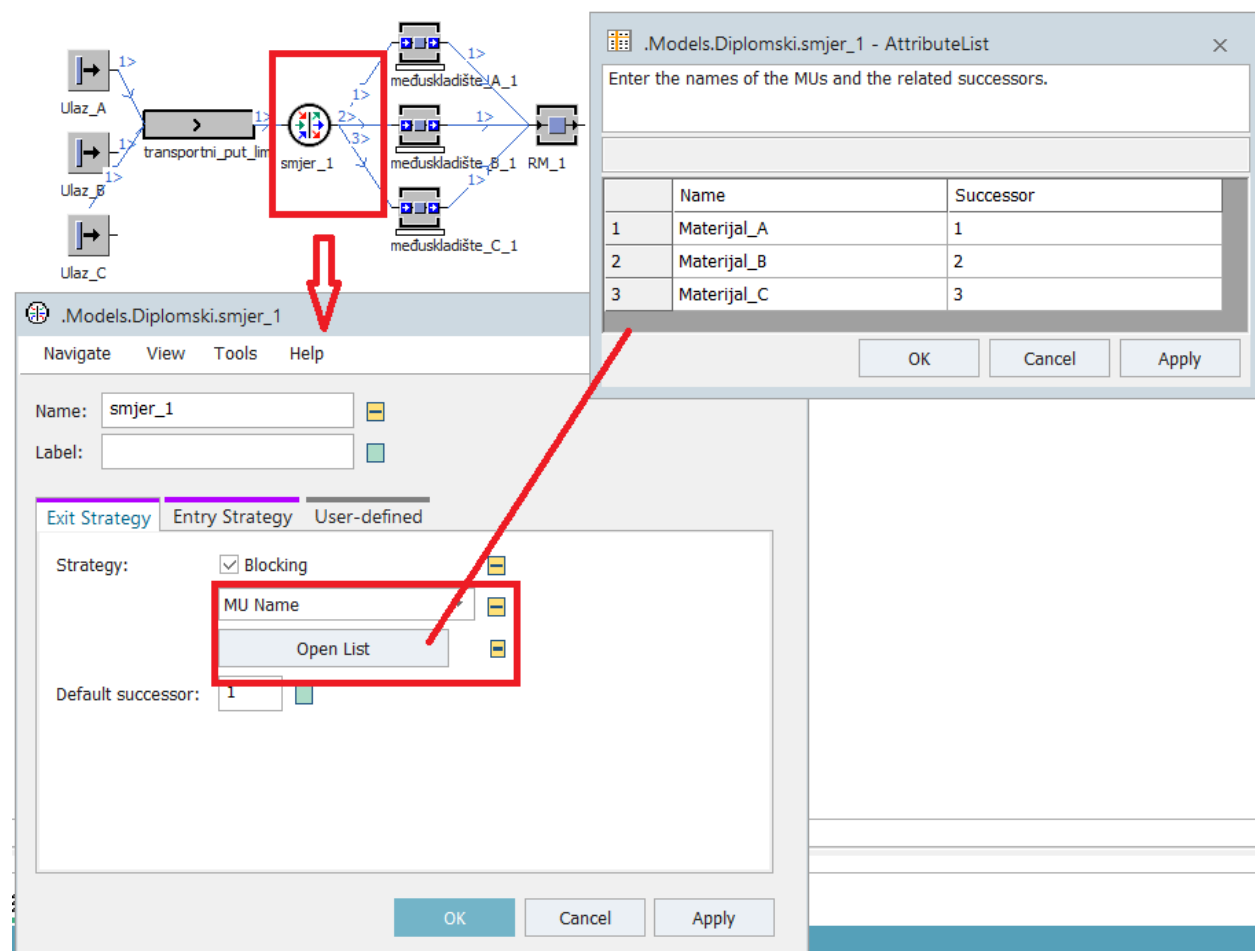 1>
Ulaz_A
1>
Ulaz_B
1>
Ulaz_C
transportni_put_lim
1>
smjer_1
1>
2>
3>
međuskladište_A_1
1>
međuskladište_B_1
1>
međuskladište_C_1
1>
RM_1
.Models.Diplomski.smjer_1 - AttributeList
Enter the names of the MUs and the related successors.
Name Successor
1 Materijal_A 1
2 Materijal_B 2
3 Materijal_C 3
OK Cancel Apply
.Models.Diplomski.smjer_1
Navigate View Tools Help
Name: smjer_1
Label:
Exit Strategy Entry Strategy User-defined
Strategy: Blocking
MU Name
Open List
Default successor: 1
OK Cancel Apply